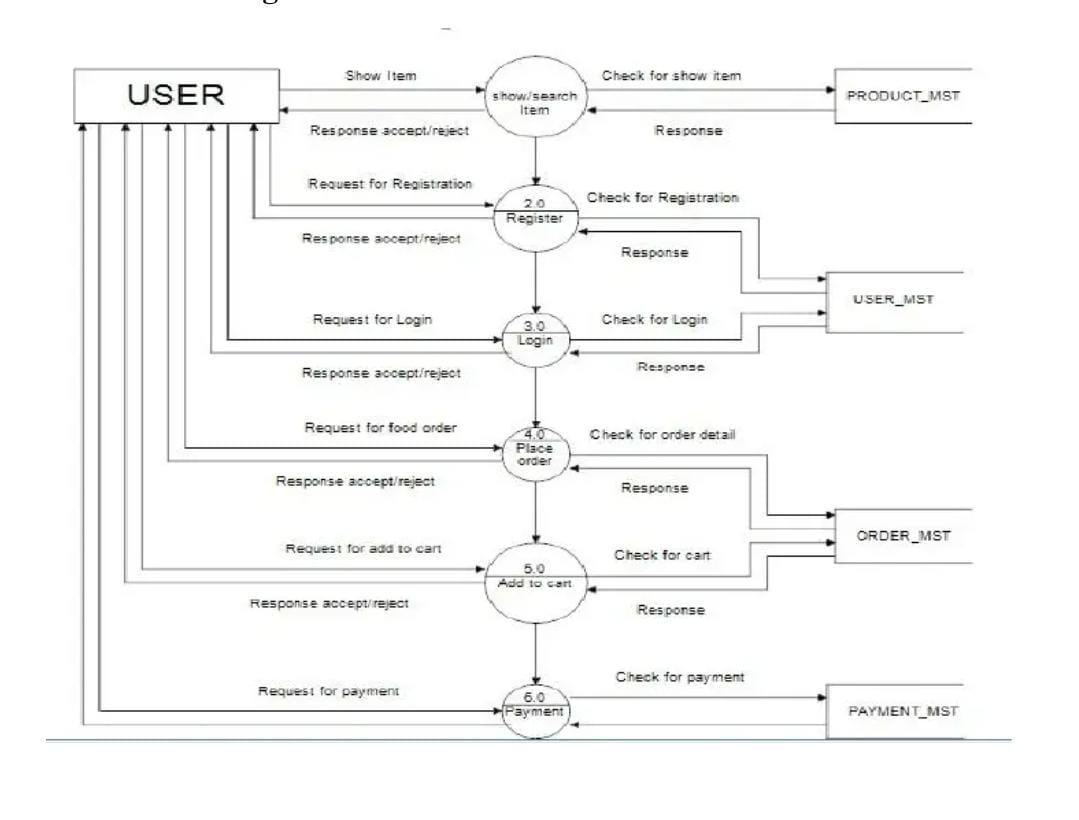 Show Item
Check for show item
USER
show/search
Item
PRODUCT_MST
Response accept/reject
Response
Request for Registration
Check for Registration
2.0
Register
Response accept/reject
Response
USER_MST
Request for Login
Check for Login
3.0
Login
Response accept/reject
Response
Request for food order
Check for order detail
4.0
Place
order
Response accept/reject
Response
ORDER_MST
Request for add to cart
Check for cart
5.0
Add to cart
Response accept/reject
Response
Check for payment
Request for payment
6.0
Payment
PAYMENT_MST